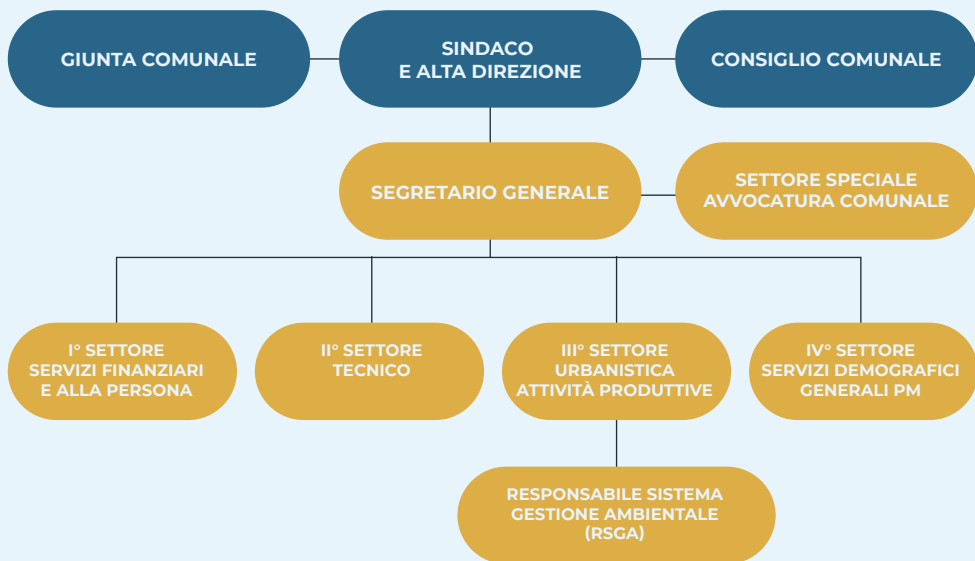 GIUNTA COMUNALE
SINDACO
E ALTA DIREZIONE
CONSIGLIO COMUNALE
SEGRETARIO GENERALE
SETTORE SPECIALE
AVVOCATURA COMUNALE
I° SETTORE
SERVIZI FINANZIARI
E ALLA PERSONA
II° SETTORE
TECNICO
III° SETTORE
URBANISTICA
ATTIVITÀ PRODUTTIVE
IV° SETTORE
SERVIZI DEMOGRAFICI
GENERALI PM
RESPONSABILE SISTEMA
GESTIONE AMBIENTALE
(RSGA)